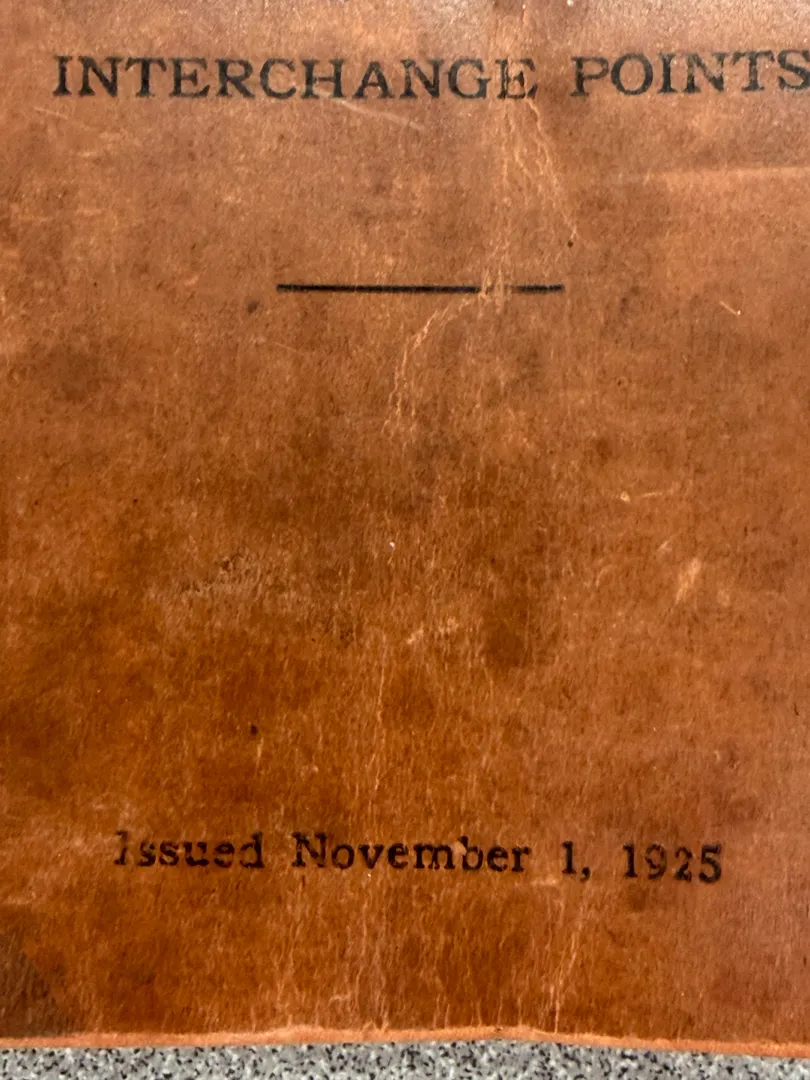 INTERCHANGE POINTS
Issued November 1, 1925